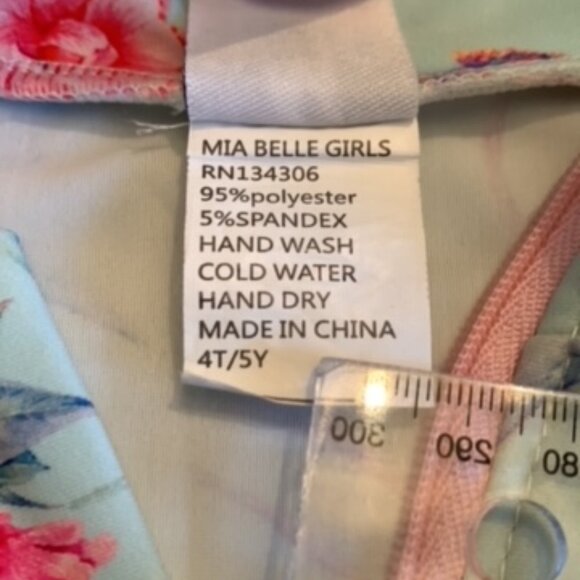 MIA BELLE GIRLS
RN134306
95%polyester
5%SPANDEX
HAND WASH
COLD WATER
HAND DRY
MADE IN CHINA
4T/5Y
300 290 80